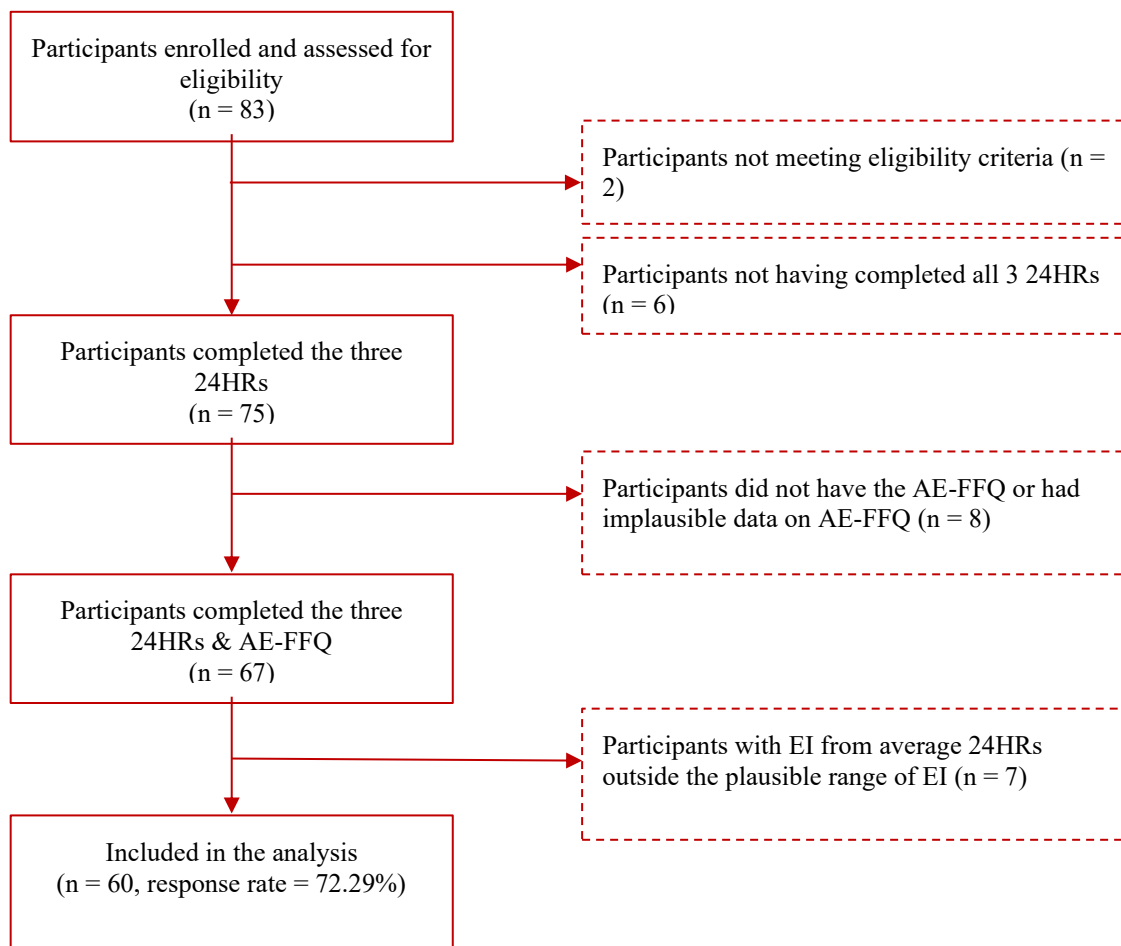 Participants enrolled and assessed for
eligibility
(n = 83)
Participants not meeting eligibility criteria (n =
2)
Participants not having completed all 3 24HRs
(n = 6)
Participants completed the three
24HRs
(n = 75)
Participants did not have the AE-FFQ or had
implausible data on AE-FFQ (n = 8)
Participants completed the three
24HRs & AE-FFQ
(n = 67)
Participants with EI from average 24HRs
outside the plausible range of EI (n = 7)
Included in the analysis
(n = 60, response rate = 72.29%)